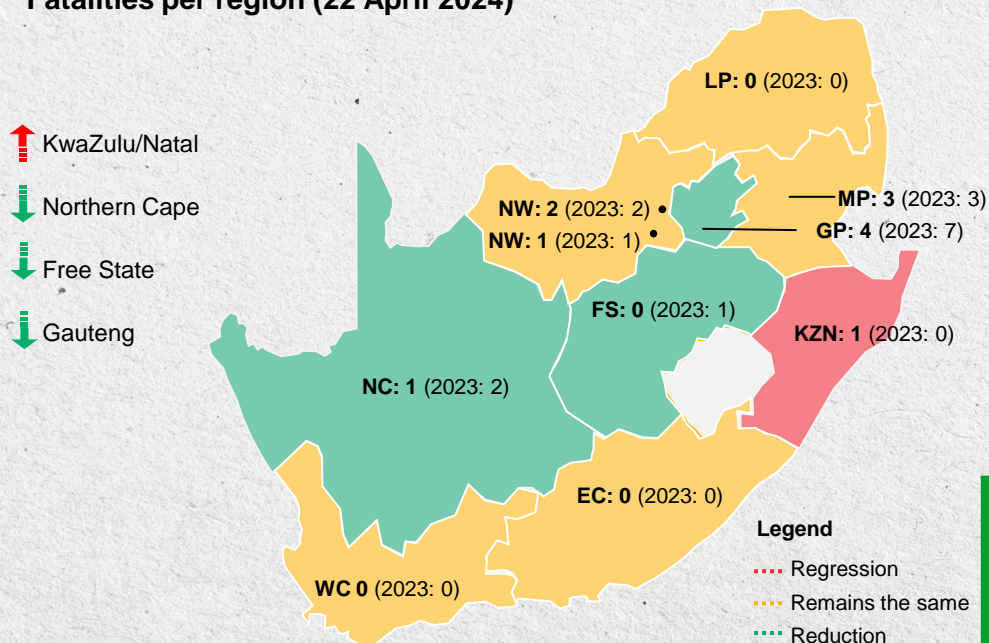 Fatalities per region (22 April 2024)
KwaZulu/Natal
Northern Cape
Free State
Gauteng
LP: 0 (2023: 0)
MP: 3 (2023: 3)
NW: 2 (2023: 2)
GP: 4 (2023: 7)
NW: 1 (2023: 1)
FS: 0 (2023: 1)
KZN: 1 (2023: 0)
NC: 1 (2023: 2)
EC: 0 (2023: 0)
WC 0 (2023: 0)
Legend
Regression
Remains the same
Reduction